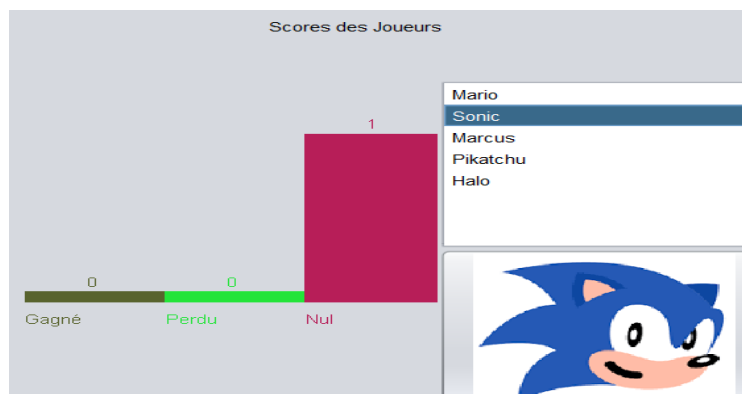 Scores des Joueurs
Mario
Sonic
Marcus
Pikatchu
Halo
1
0
0
Gagné
Perdu
Nul